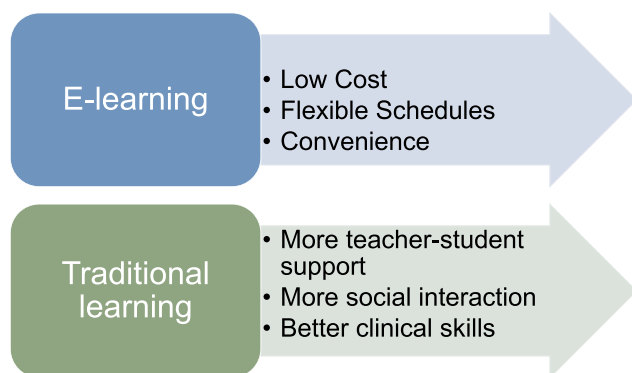 E-learning
• Low Cost
• Flexible Schedules
• Convenience
Traditional
learning
• More teacher-student
support
• More social interaction
• Better clinical skills